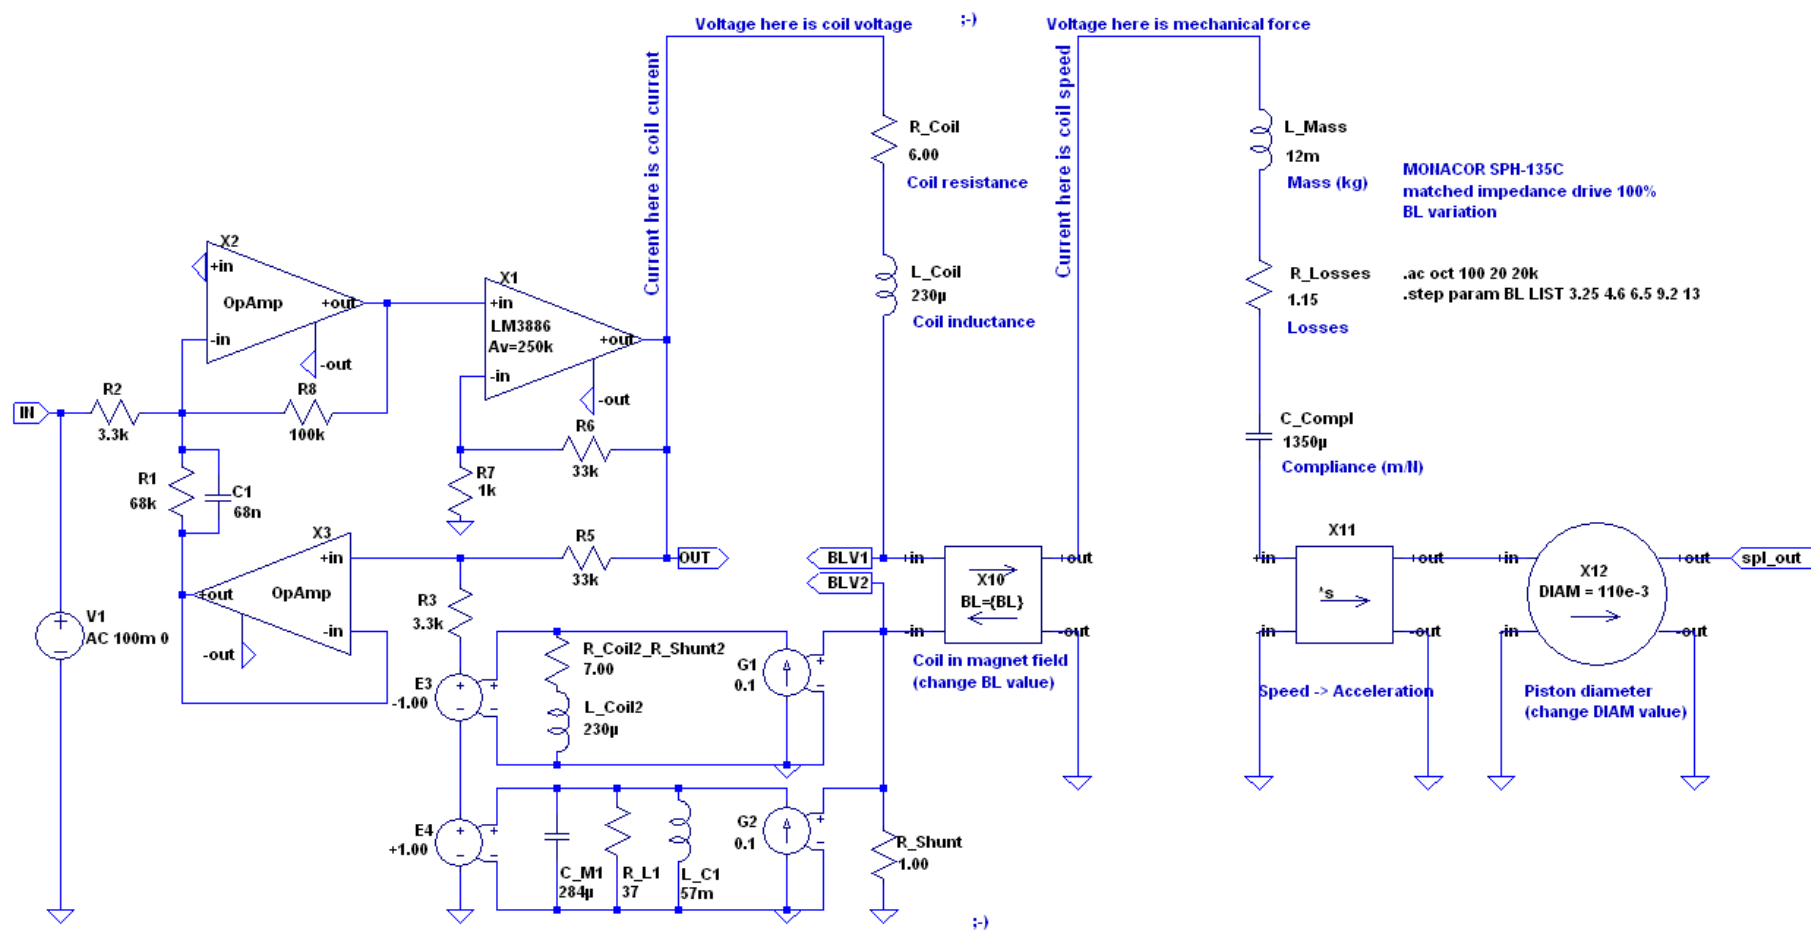 Voltage here is coil voltage
;-)
Voltage here is mechanical force
Current here is coil current
Current here is coil speed
R_Coil
6.00
Coil resistance
L_Mass
12m
Mass (kg)
MONACOR SPH-135C
matched impedance drive 100%
BL variation
X2
+in
OpAmp
+out
-in
-out
X1
+in
LM3886
Av=250k
+out
-in
-out
L_Coil
230µ
Coil inductance
R_Losses
1.15
Losses
.ac oct 100 20 20k
.step param BL LIST 3.25 4.6 6.5 9.2 13
IN
R2
3.3k
R8
100k
R6
33k
R7
1k
C_Compl
1350µ
Compliance (m/N)
R1
68k
C1
68n
X3
+in
OpAmp
+out
-in
-out
R5
33k
OUT
BLV1
BLV2
+in
+out
X10
BL={BL}
-in
-out
Coil in magnet field
(change BL value)
X11
+in
+out
*s
-in
-out
Speed -> Acceleration
+in
+out
X12
DIAM = 110e-3
-in
-out
Piston diameter
(change DIAM value)
spl_out
V1
AC 100m 0
R3
3.3k
E3
-1.00
R_Coil2_R_Shunt2
7.00
L_Coil2
230µ
G1
0.1
E4
+1.00
C_M1
284µ
R_L1
37
L_C1
57m
G2
0.1
R_Shunt
1.00
;-)